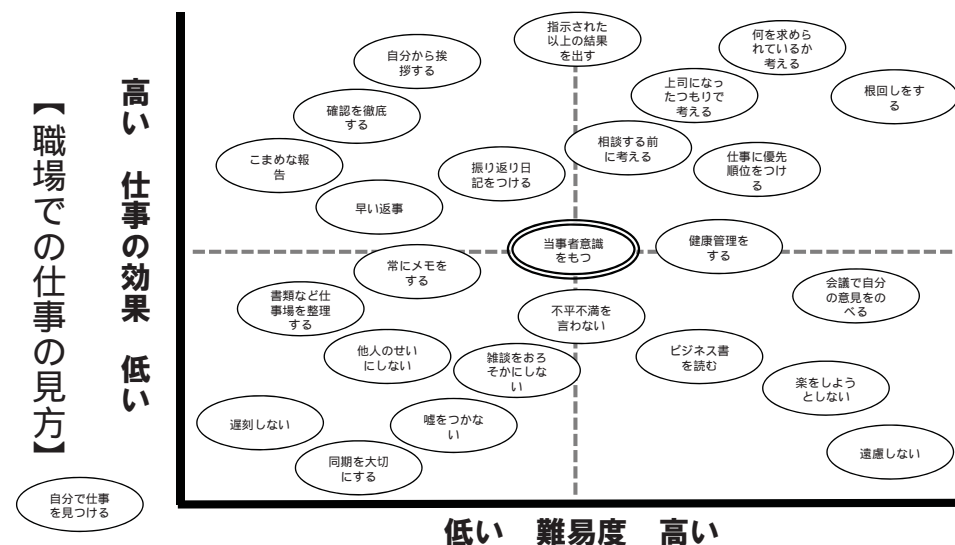 【職場での仕事の見方】
高い 仕事の効果 低い
指示された
以上の結果
を出す
自分から挨
拶する
何を求めら
れているか
考える
上司になっ
たつもりで
考える
根回しをす
る
確認を徹底
する
相談する前
に考える
こまめな報
告
振り返り日
記をつける
仕事に優先
順位をつけ
る
早い返事
当事者意識
をもつ
健康管理を
する
常にメモを
する
書類など仕
事場を整理
する
不平不満を
言わない
会議で自分
の意見をの
べる
他人のせい
にしない
雑談をおろ
そかにしな
い
ビジネス書
を読む
楽をしよう
としない
遅刻しない
嘘をつかな
い
同期を大切
にする
遠慮しない
自分で仕事
を見つける
低い 難易度 高い